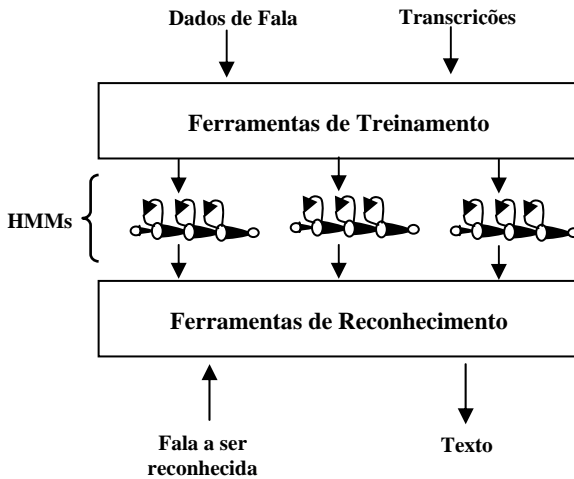 Dados de Fala
Transcricões
Ferramentas de Treinamento
HMMs
Ferramentas de Reconhecimento
Fala a ser
reconhecida
Texto